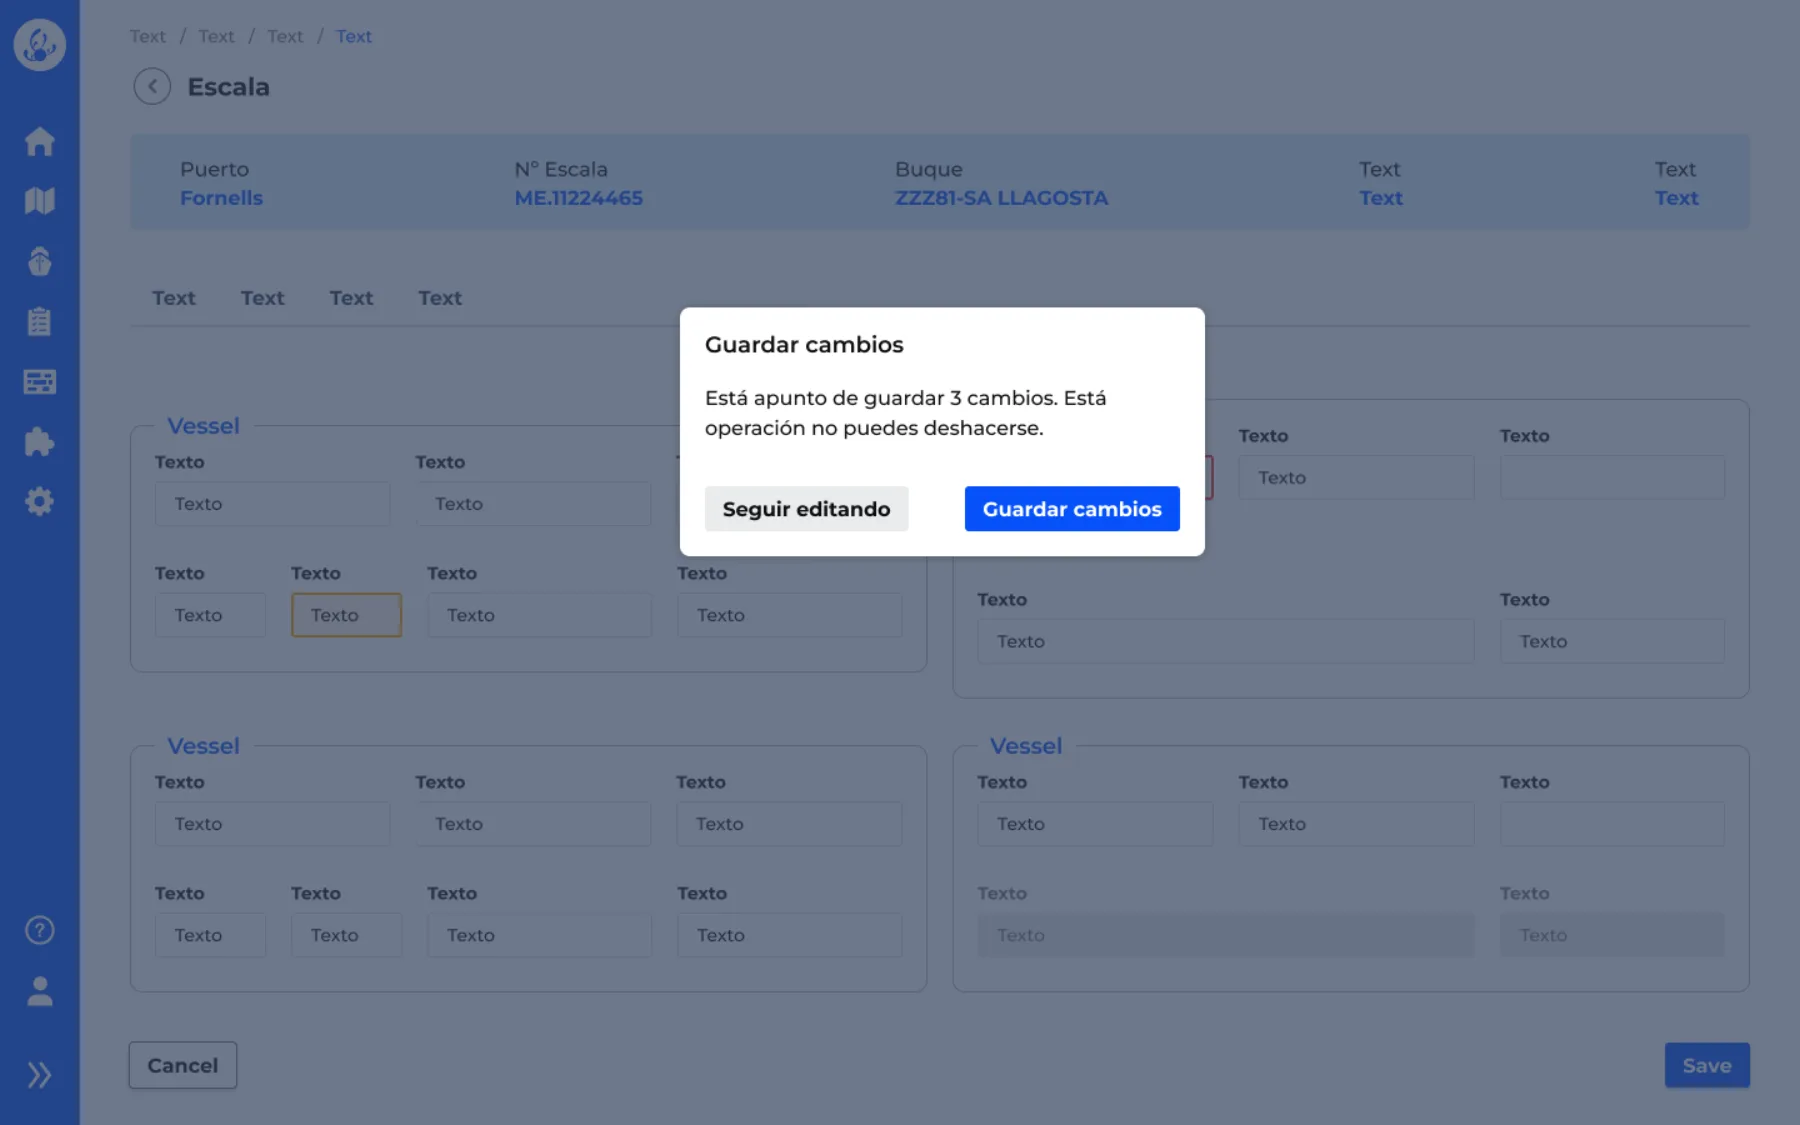 Text / Text / Text / Text
Escala
Puerto
Fornells
Nº Escala
ME.11224465
Buque
ZZZ81-SA LLAGOSTA
Text
Text
Text
Text
Text Text Text Text
Guardar cambios
Está apunto de guardar 3 cambios. Está
operación no puedes deshacerse.
Seguir editando
Guardar cambios
Vessel
Texto Texto
Texto Texto
Texto Texto Texto Texto
Texto Texto Texto Texto
Texto Texto
Texto
Texto Texto
Texto Texto
Vessel
Texto Texto Texto
Texto Texto Texto
Texto Texto Texto Texto
Texto Texto Texto Texto
Vessel
Texto Texto Texto
Texto Texto
Texto Texto
Texto Texto
?
Cancel
Save